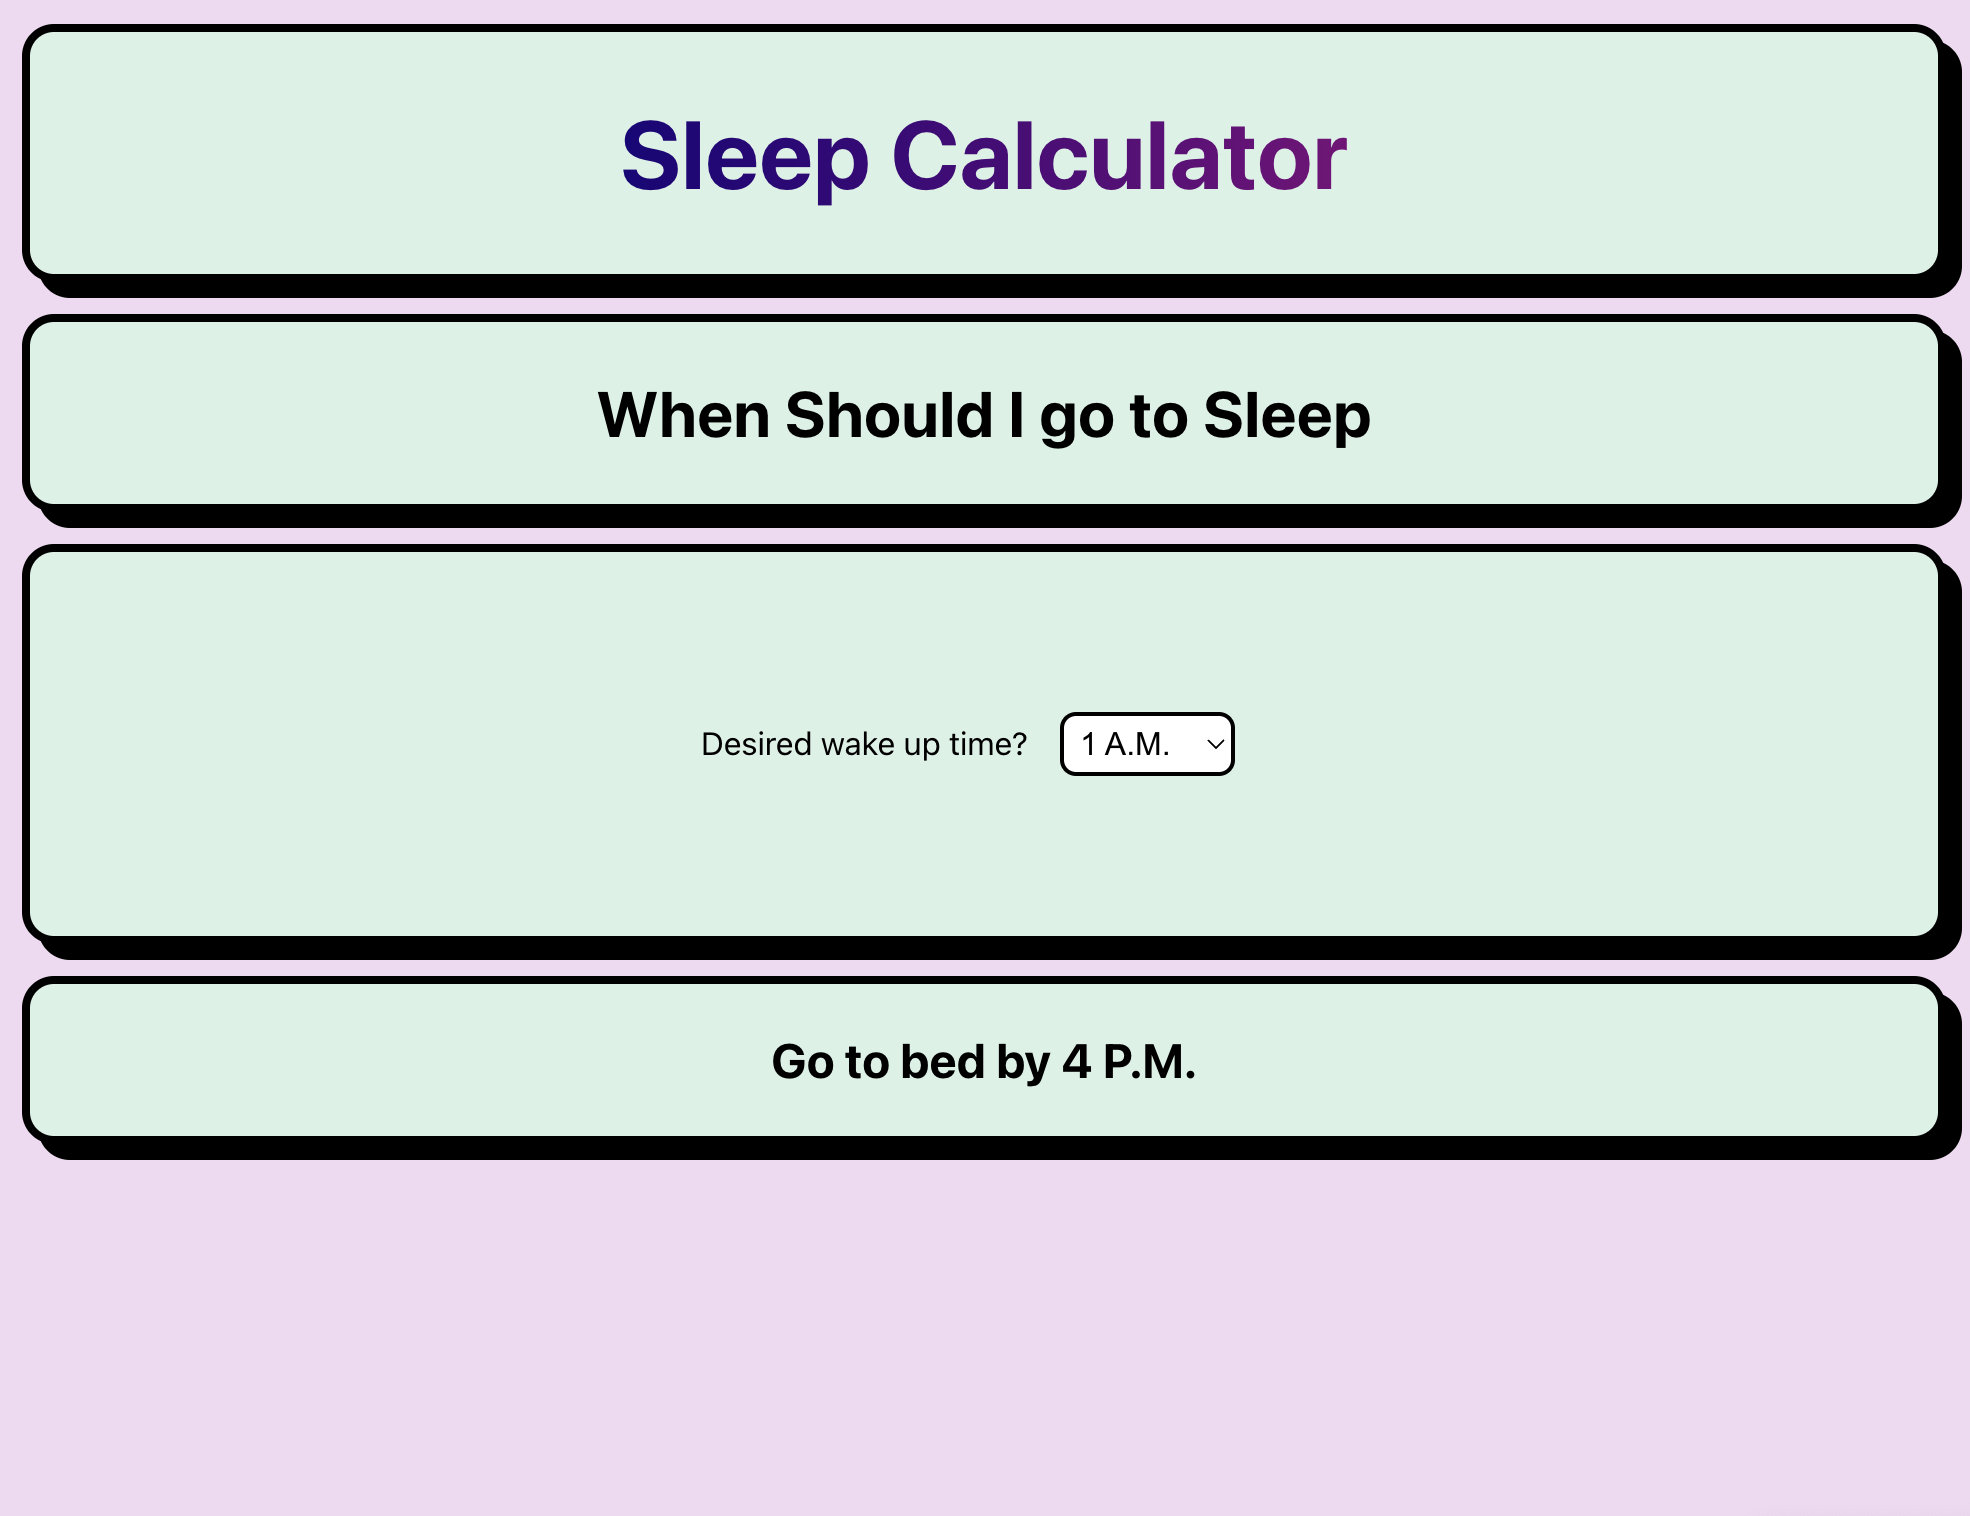 Sleep Calculator
When Should I go to Sleep
Desired wake up time? 1 A.M.
Go to bed by 4 P.M.